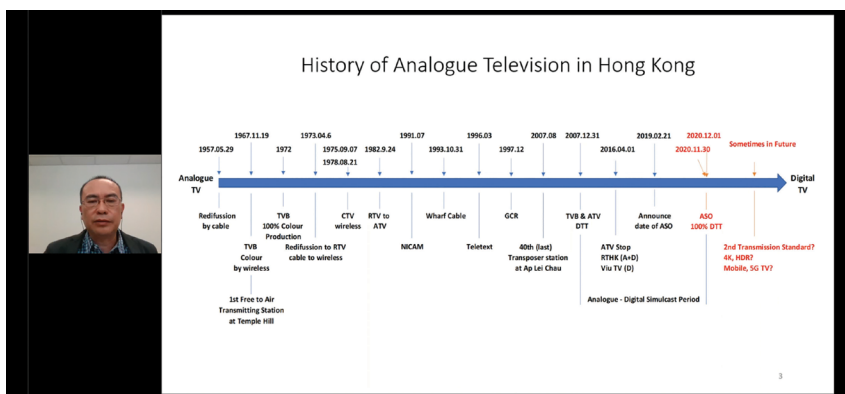 History of Analogue Television in Hong Kong
1967.11.19
1973.04.6
1991.07
1996.03
2007.08
2007.12.31
2019.02.21
2020.12.01
Sometimes in Future
1957.05.29
1972
1975.09.07
1978.08.21
1982.9.24
1993.10.31
1997.12
2016.04.01
2020.11.30
Analogue
TV
Digital
TV
Redifussion
by cable
TVB
Colour
by wireless
1st Free to Air
Transmitting Station
at Temple Hill
TVB
100% Colour
Production
Redifussion to RTV
cable to wireless
CTV
wireless
RTV to
ATV
NICAM
Wharf Cable
Teletext
GCR
40th (last)
Transposer station
at Ap Lei Chau
TVB & ATV
DTT
ATV Stop
RTHK (A+D)
Viu TV (D)
Announce
date of ASO
ASO
100% DTT
2nd Transmission Standard?
4K, HDR?
Mobile, 5G TV?
Analogue - Digital Simulcast Period
3